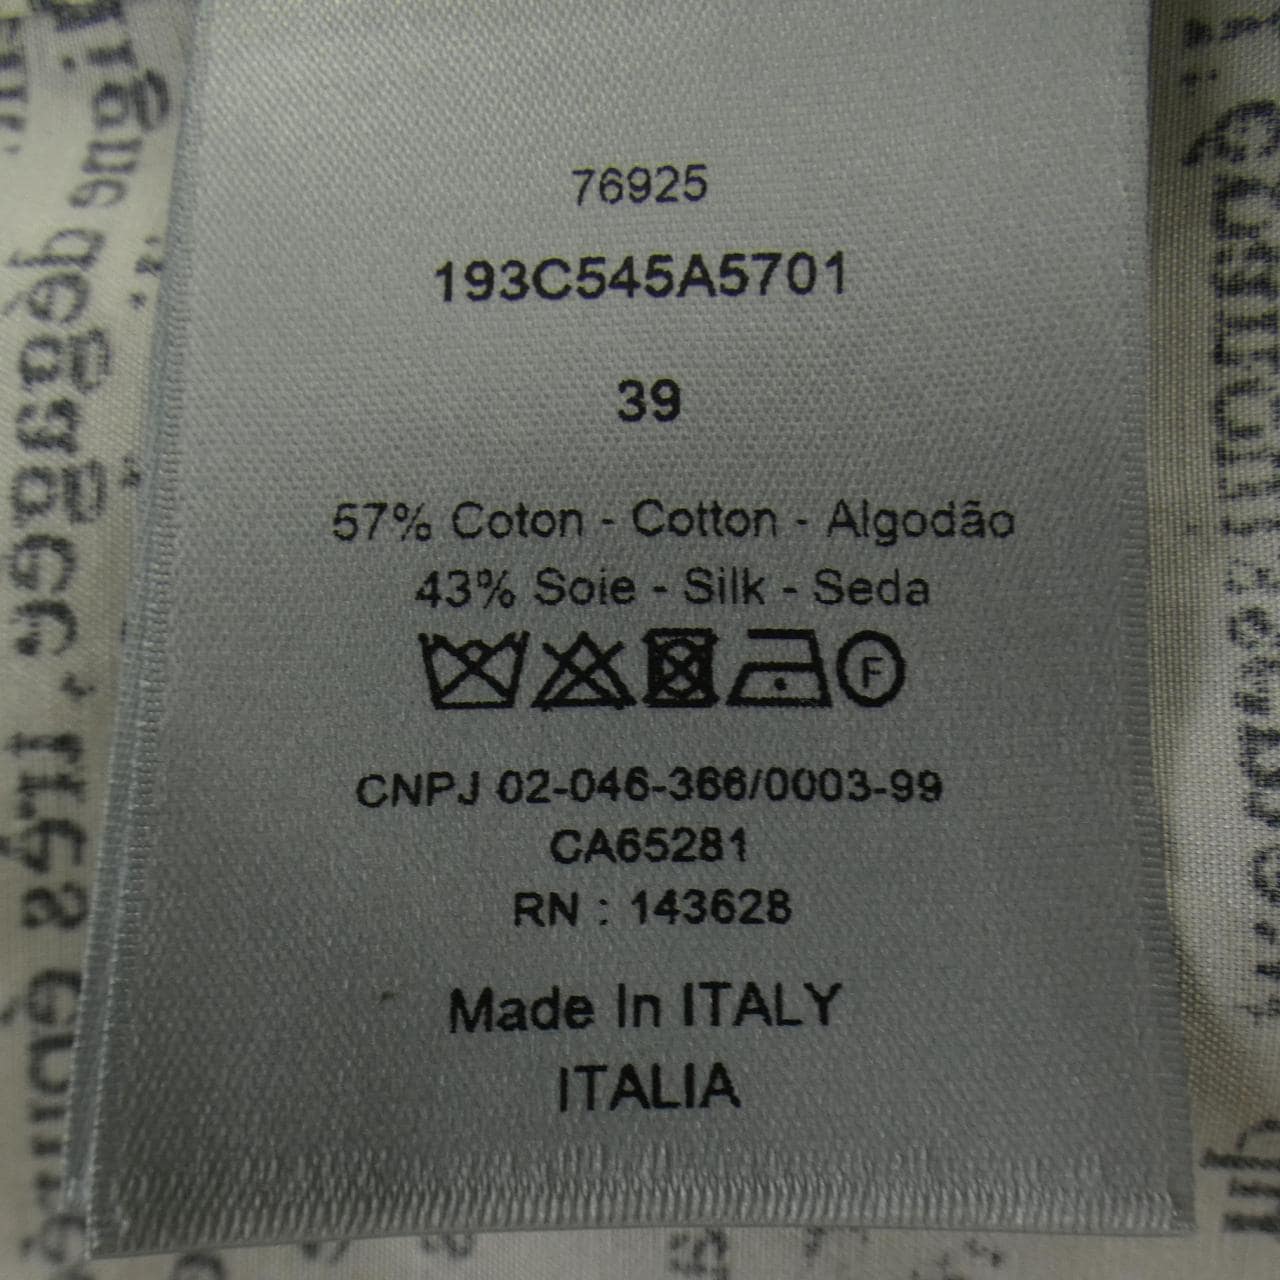 76925
193C545A5701
39
57% Coton - Cotton - Algodão
43% Soie - Silk - Seda
F
CNPJ 02-046-366/0003-99
CA65281
RN : 143628
Made In ITALY
ITALIA